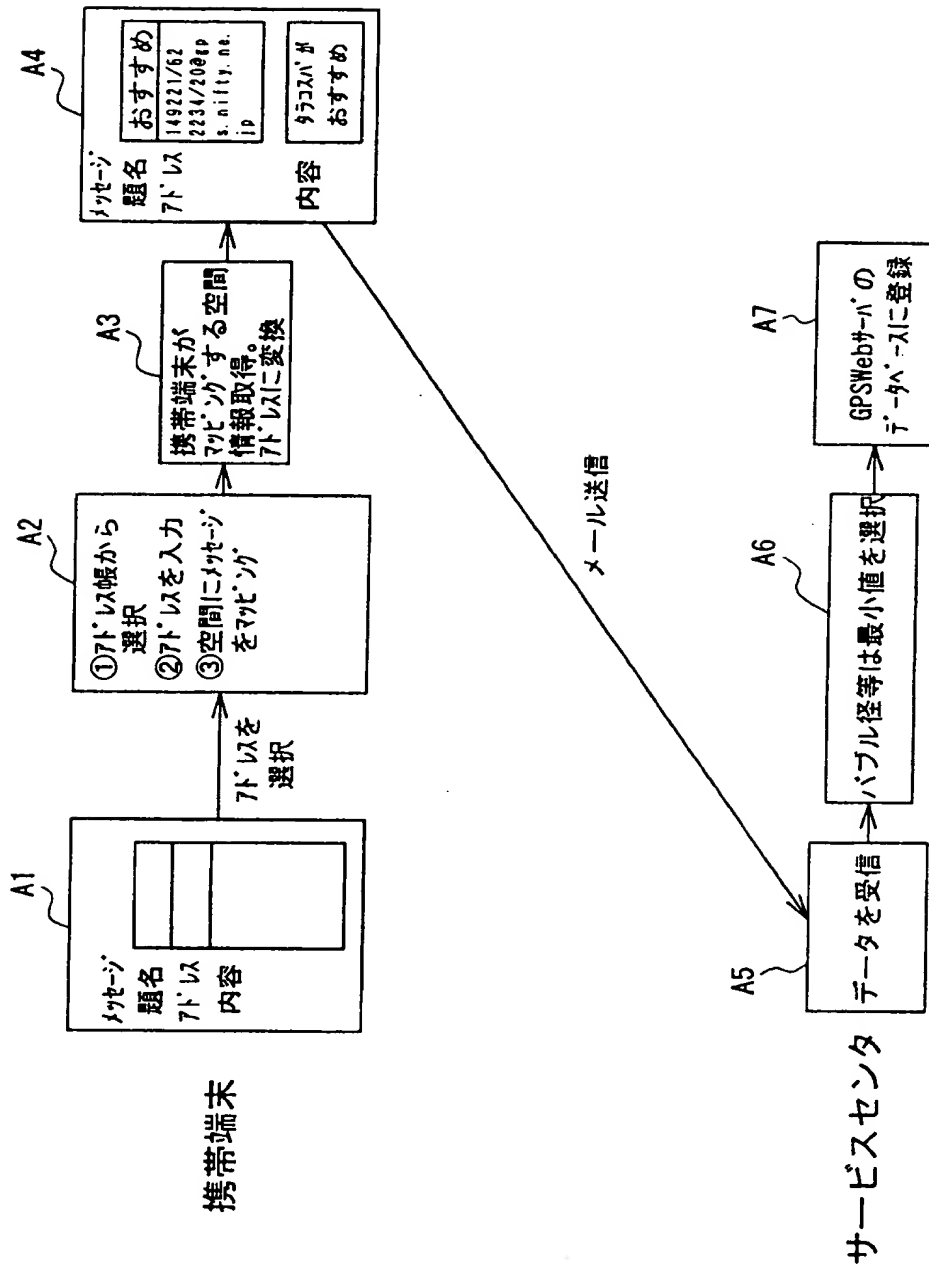 携帯端末
A1
メッセージ
題名
アドレス
内容
アドレスを
選択
A2
①アドレス帳から
選択
②アドレスを入力
③空間にメッセージ
をマッピング
A3
携帯端末が
マッピングする空間
情報取得。
アドレスに変換
A4
メッセージ
題名
おすすめ
アドレス
149221/62
2234/20@gp
s.nifty.ne.
jp
内容
タラコスパが
おすすめ
メール送信
サービスセンタ
A5
データを受信
A6
バブル径等は最小値を選択
A7
GPSWebサーバの
データベースに登録